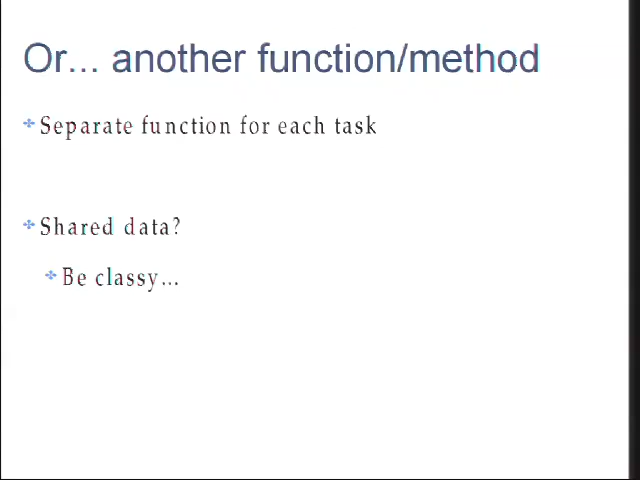 Or... another function/method
Separate function for each task
Shared data?
Be classy...